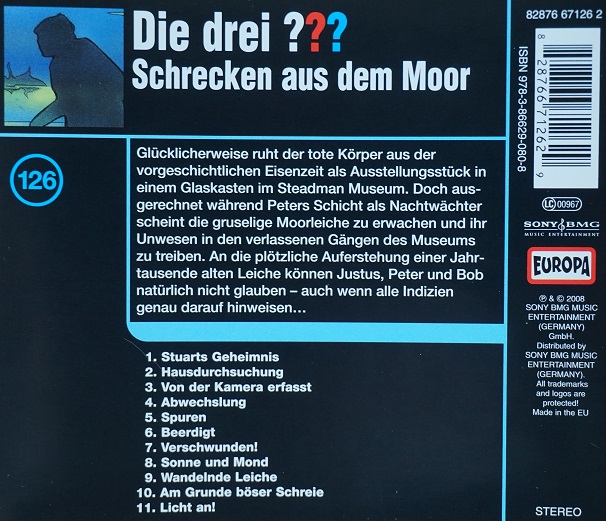 Die drei ???
Schrecken aus dem Moor
126
Glücklicherweise ruht der tote Körper aus der
vorgeschichtlichen Eisenzeit als Ausstellungsstück in
einem Glaskasten im Steadman Museum. Doch aus-
gerechnet während Peters Schicht als Nachtwächter
scheint die gruselige Moorleiche zu erwachen und ihr
Unwesen in den verlassenen Gängen des Museums
zu treiben. An die plötzliche Auferstehung einer Jahr-
tausende alten Leiche können Justus, Peter und Bob
natürlich nicht glauben – auch wenn alle Indizien
genau darauf hinweisen...
1. Stuarts Geheimnis
2. Hausdurchsuchung
3. Von der Kamera erfasst
4. Abwechslung
5. Spuren
6. Beerdigt
7. Verschwunden!
8. Sonne und Mond
9. Wandelnde Leiche
10. Am Grunde böser Schreie
11. Licht an!
82876 67126 2
ISBN 978-3-86629-080-8
8 28766 71262 9
LC 00967
SONY BMG
MUSIC ENTERTAINMENT
EUROPA
℗ & © 2008
SONY BMG MUSIC
ENTERTAINMENT
(GERMANY)
GmbH.
Distributed by
SONY BMG MUSIC
ENTERTAINMENT
(GERMANY).
All trademarks
and logos are
protected!
Made in the EU
STEREO